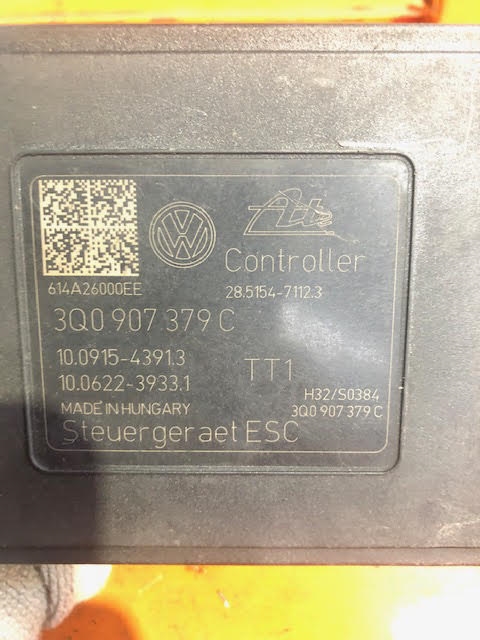 Ate
Controller
614A26000EE
28.5154-7112.3
3Q0 907 379 C
10.0915-4391.3
10.0622-3933.1
TT1
H32/S0384
MADE IN HUNGARY
3Q0 907 379 C
Steuergeraet ESC